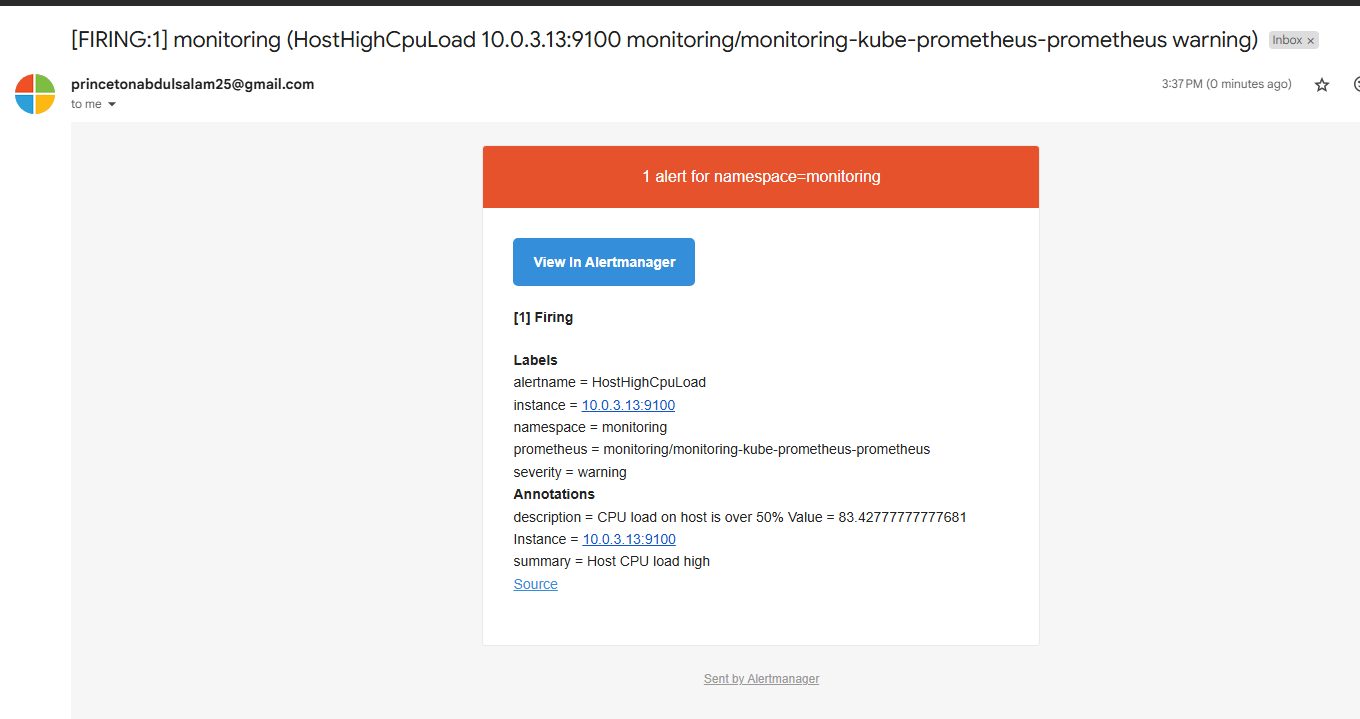 [FIRING:1] monitoring (HostHighCpuLoad 10.0.3.13:9100 monitoring/monitoring-kube-prometheus-prometheus warning) Inbox ×
princetonabdulsalam25@gmail.com 3:37 PM (0 minutes ago)
to me
1 alert for namespace=monitoring
View In Alertmanager
[1] Firing
Labels
alertname = HostHighCpuLoad
instance = 10.0.3.13:9100
namespace = monitoring
prometheus = monitoring/monitoring-kube-prometheus-prometheus
severity = warning
Annotations
description = CPU load on host is over 50% Value = 83.42777777777681
Instance = 10.0.3.13:9100
summary = Host CPU load high
Source
Sent by Alertmanager